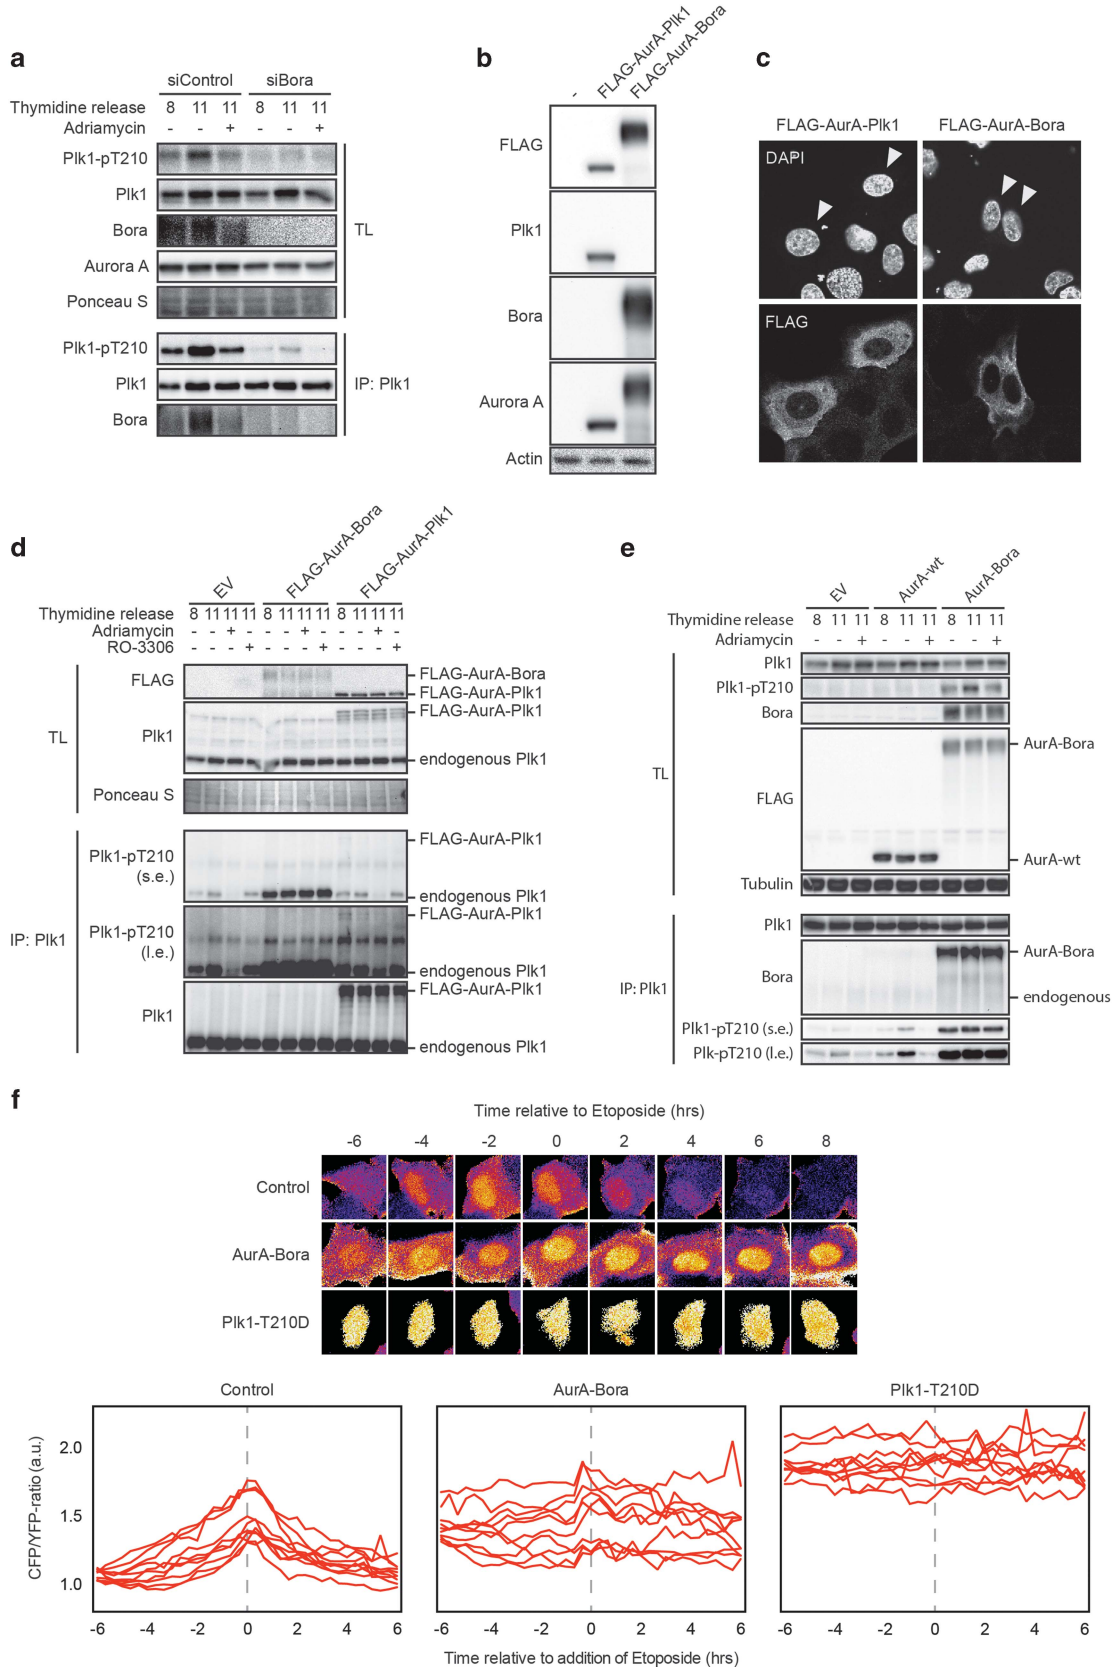 a
siControl siBora
Thymidine release 8 11 11 8 11 11
Adriamycin - - + - - +
Plk1-pT210
Plk1
Bora
Aurora A
Ponceau S
TL
Plk1-pT210
Plk1
Bora
IP: Plk1
b
- FLAG-AurA-Plk1 FLAG-AurA-Bora
FLAG
Plk1
Bora
Aurora A
Actin
c
FLAG-AurA-Plk1 FLAG-AurA-Bora
DAPI
FLAG
d
EV FLAG-AurA-Bora FLAG-AurA-Plk1
Thymidine release 8 11 11 11 8 11 11 11 8 11 11 11
Adriamycin - - + - - - + - - - + -
RO-3306 - - - + - - - + - - - +
TL
FLAG
FLAG-AurA-Bora
FLAG-AurA-Plk1
Plk1
FLAG-AurA-Plk1
endogenous Plk1
Ponceau S
IP: Plk1
Plk1-pT210
(s.e.)
FLAG-AurA-Plk1
endogenous Plk1
Plk1-pT210
(l.e.)
FLAG-AurA-Plk1
endogenous Plk1
Plk1
FLAG-AurA-Plk1
endogenous Plk1
e
EV AurA-wt AurA-Bora
Thymidine release 8 11 11 8 11 11 8 11 11
Adriamycin - - + - - + - - +
TL
Plk1
Plk1-pT210
Bora
FLAG
AurA-Bora
AurA-wt
Tubulin
IP: Plk1
Plk1
Bora
AurA-Bora
endogenous
Plk1-pT210 (s.e.)
Plk-pT210 (l.e.)
f
Time relative to Etoposide (hrs)
-6 -4 -2 0 2 4 6 8
Control
AurA-Bora
Plk1-T210D
Control AurA-Bora Plk1-T210D
CFP/YFP-ratio (a.u.)
2.0
1.5
1.0
-6 -4 -2 0 2 4 6 -6 -4 -2 0 2 4 6 -6 -4 -2 0 2 4 6
Time relative to addition of Etoposide (hrs)